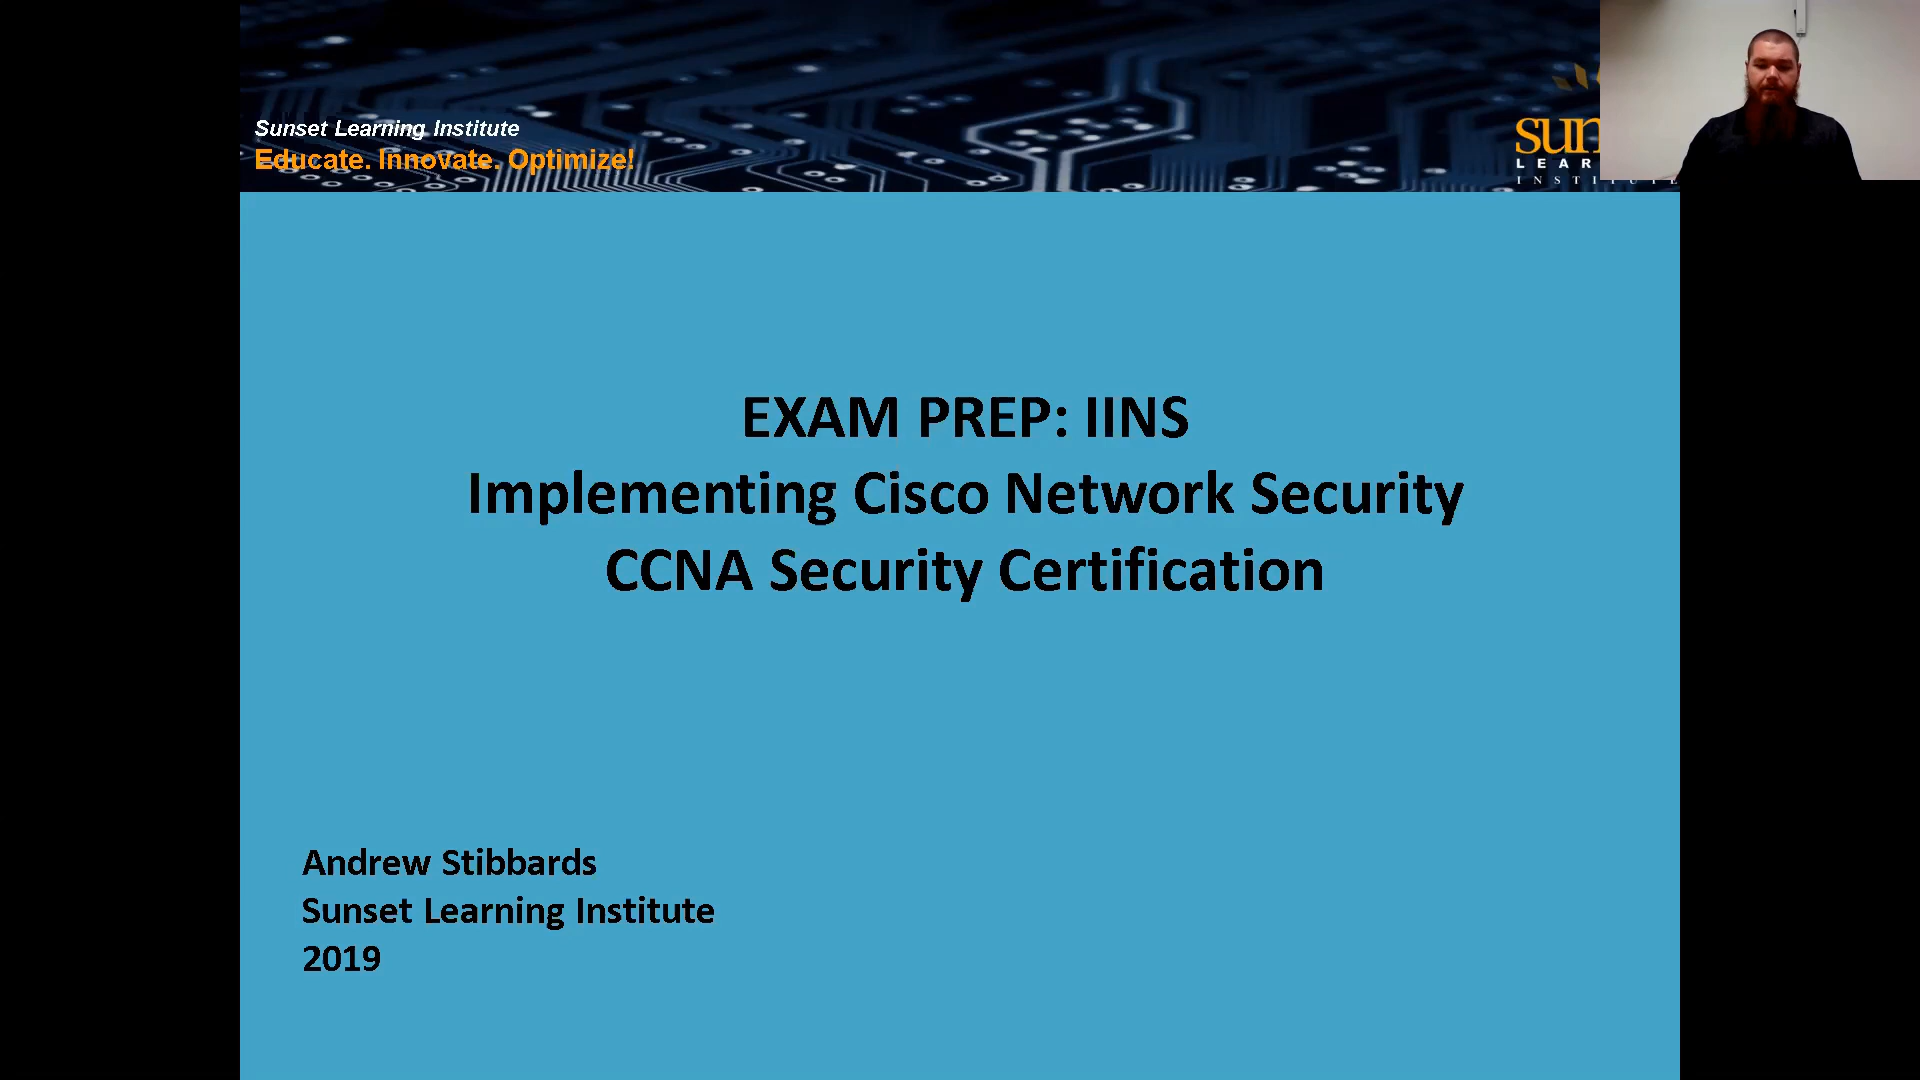 Sunset Learning Institute
Educate. Innovate. Optimize!
EXAM PREP: IINS
Implementing Cisco Network Security
CCNA Security Certification
Andrew Stibbards
Sunset Learning Institute
2019